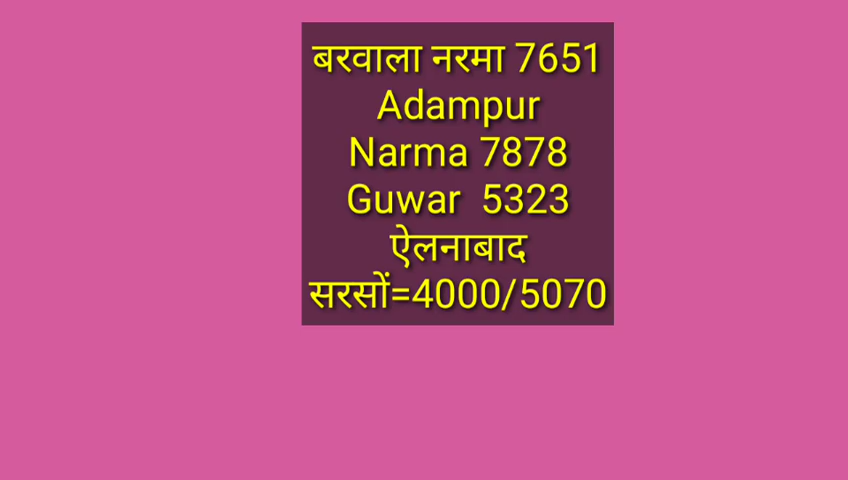 बरवाला नरमा 7651
Adampur
Narma 7878
Guwar 5323
ऐलनाबाद
सरसों=4000/5070